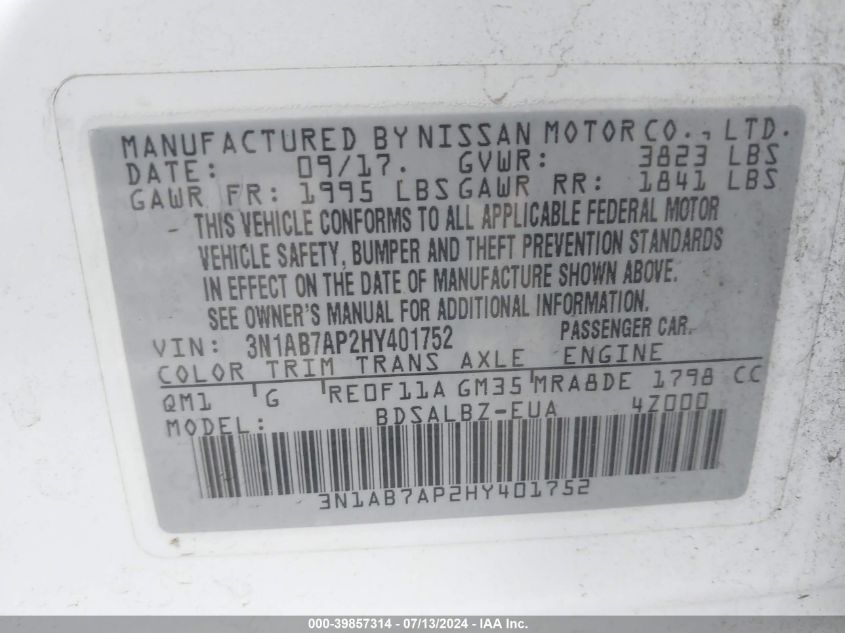 MANUFACTURED BY NISSAN MOTOR CO., LTD.
DATE: 09/17. GVWR: 3823 LBS
GAWR FR: 1995 LBS GAWR RR: 1841 LBS
THIS VEHICLE CONFORMS TO ALL APPLICABLE FEDERAL MOTOR
VEHICLE SAFETY, BUMPER AND THEFT PREVENTION STANDARDS
IN EFFECT ON THE DATE OF MANUFACTURE SHOWN ABOVE.
SEE OWNER'S MANUAL FOR ADDITIONAL INFORMATION.
VIN: 3N1AB7AP2HY401752 PASSENGER CAR.
COLOR TRIM TRANS AXLE ENGINE
QM1 G RE0F11A GM35 MRA8DE 1798 CC
MODEL: BDSALBZ-EUA 4Z000
3N1AB7AP2HY401752
000-39857314 - 07/13/2024 - IAA Inc.